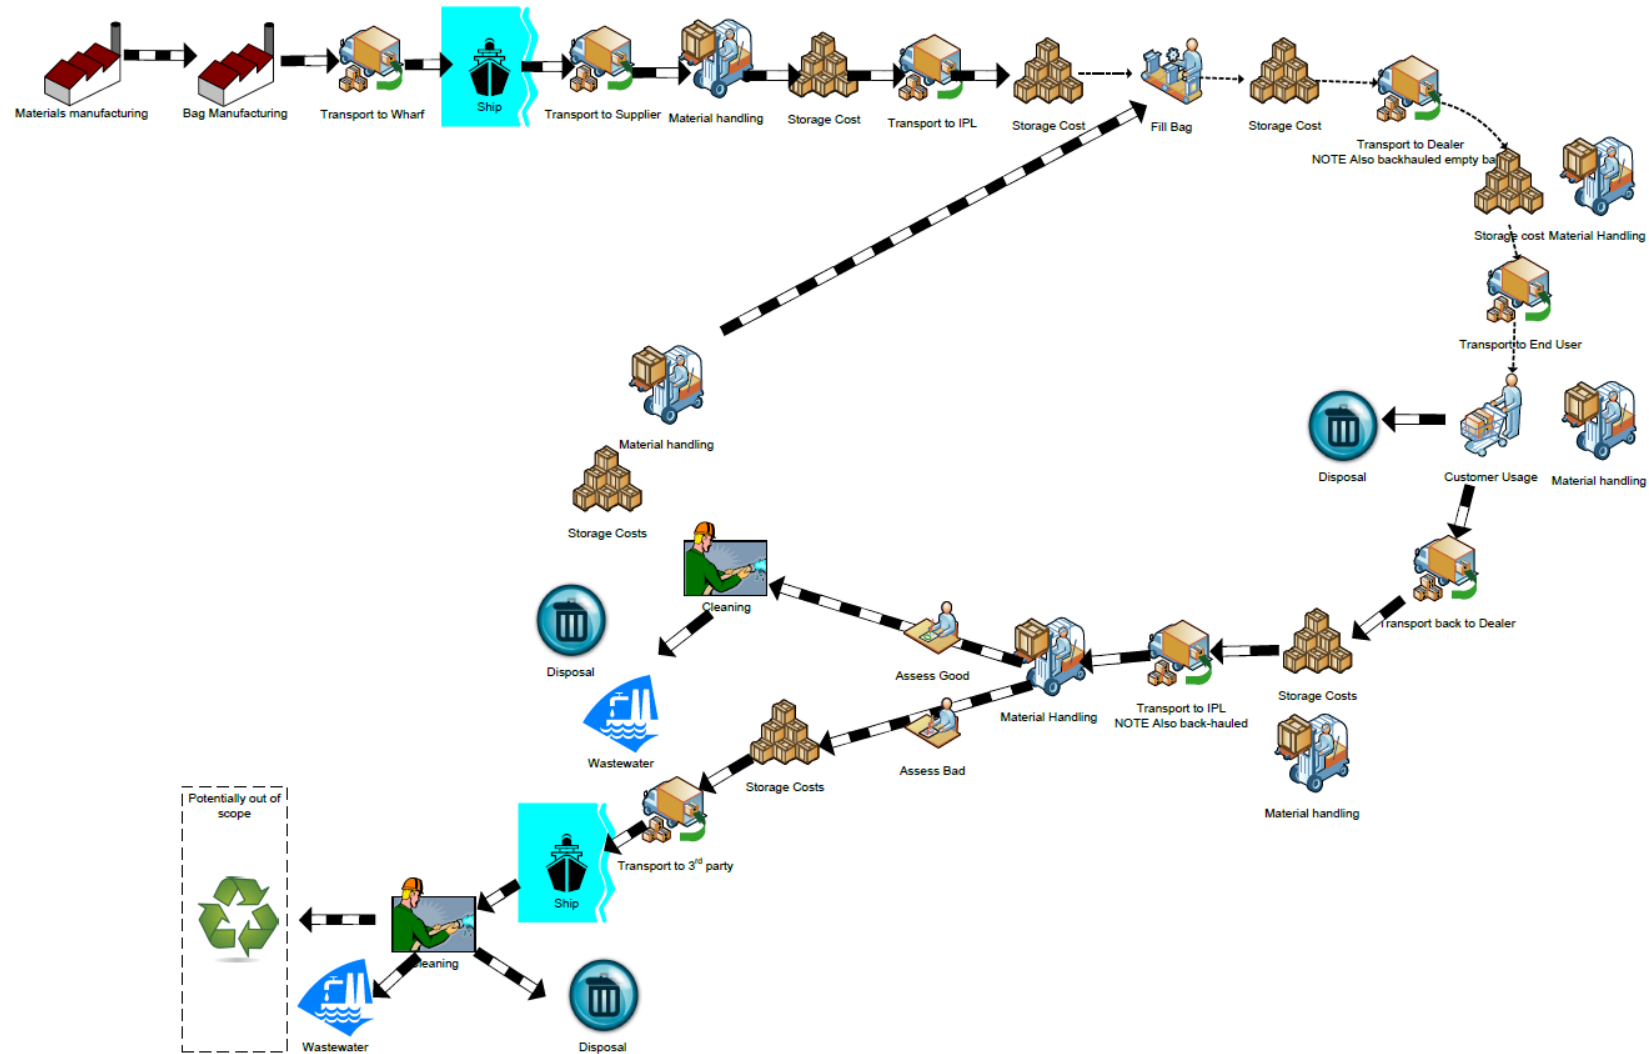 Materials manufacturing
Bag Manufacturing
Transport to Wharf
Ship
Transport to Supplier
Material handling
Storage Cost
Transport to IPL
Storage Cost
Fill Bag
Storage Cost
Transport to Dealer
NOTE Also backhauled empty ba
Storage cost
Material Handling
Transport to End User
Material handling
Disposal
Customer Usage
Material handling
Storage Costs
Cleaning
Transport back to Dealer
Disposal
Assess Good
Storage Costs
Material Handling
Transport to IPL
NOTE Also back-hauled
Wastewater
Assess Bad
Storage Costs
Material handling
Potentially out of
scope
Transport to 3rd party
Ship
Cleaning
Wastewater
Disposal